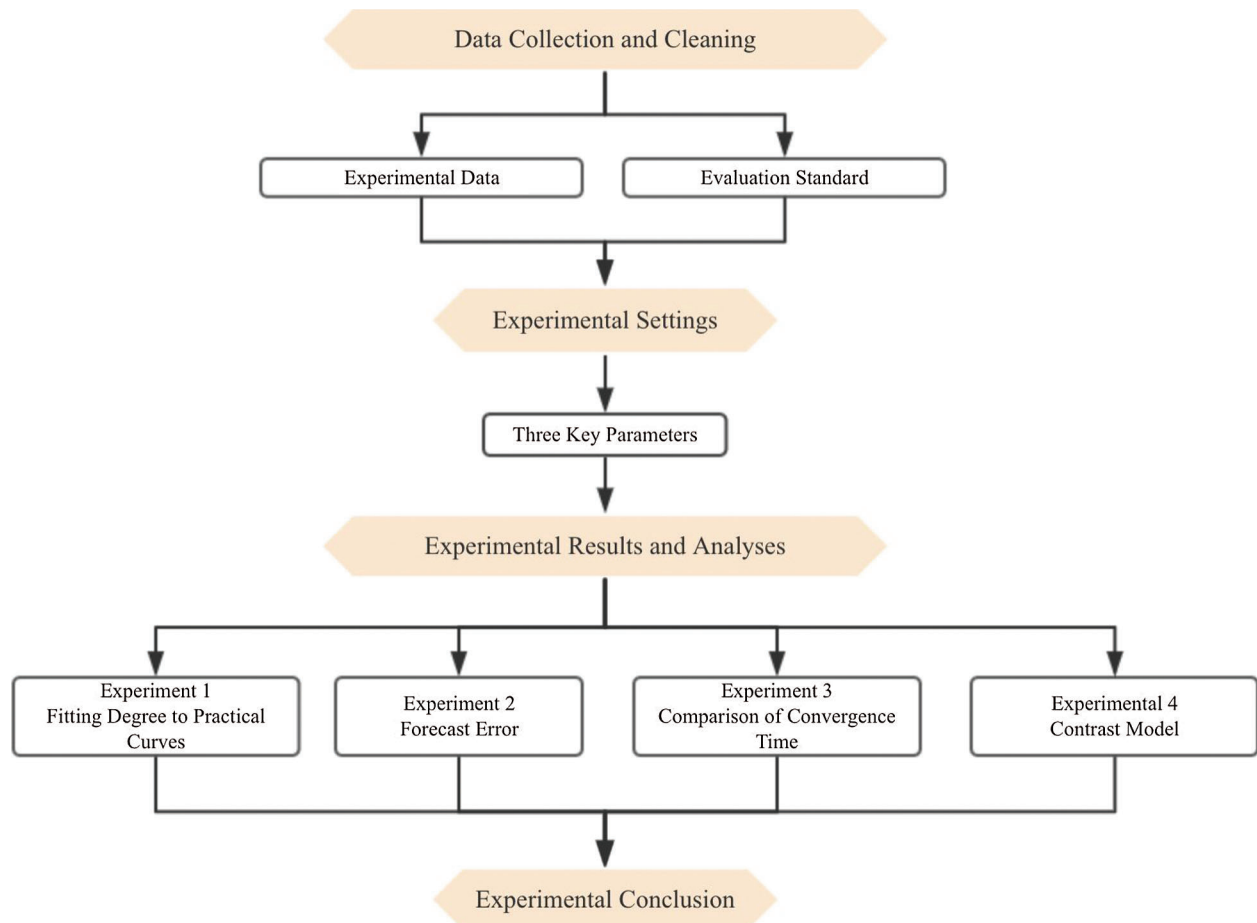 Data Collection and Cleaning
Experimental Data
Evaluation Standard
Experimental Settings
Three Key Parameters
Experimental Results and Analyses
Experiment 1
Fitting Degree to Practical
Curves
Experiment 2
Forecast Error
Experiment 3
Comparison of Convergence
Time
Experimental 4
Contrast Model
Experimental Conclusion